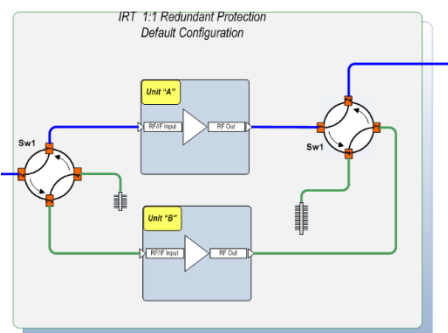 IRT 1:1 Redundant Protection
Default Configuration
Unit "A"
RF/IF Input
RF Out
Sw1
Sw1
Unit "B"
RF/IF Input
RF Out